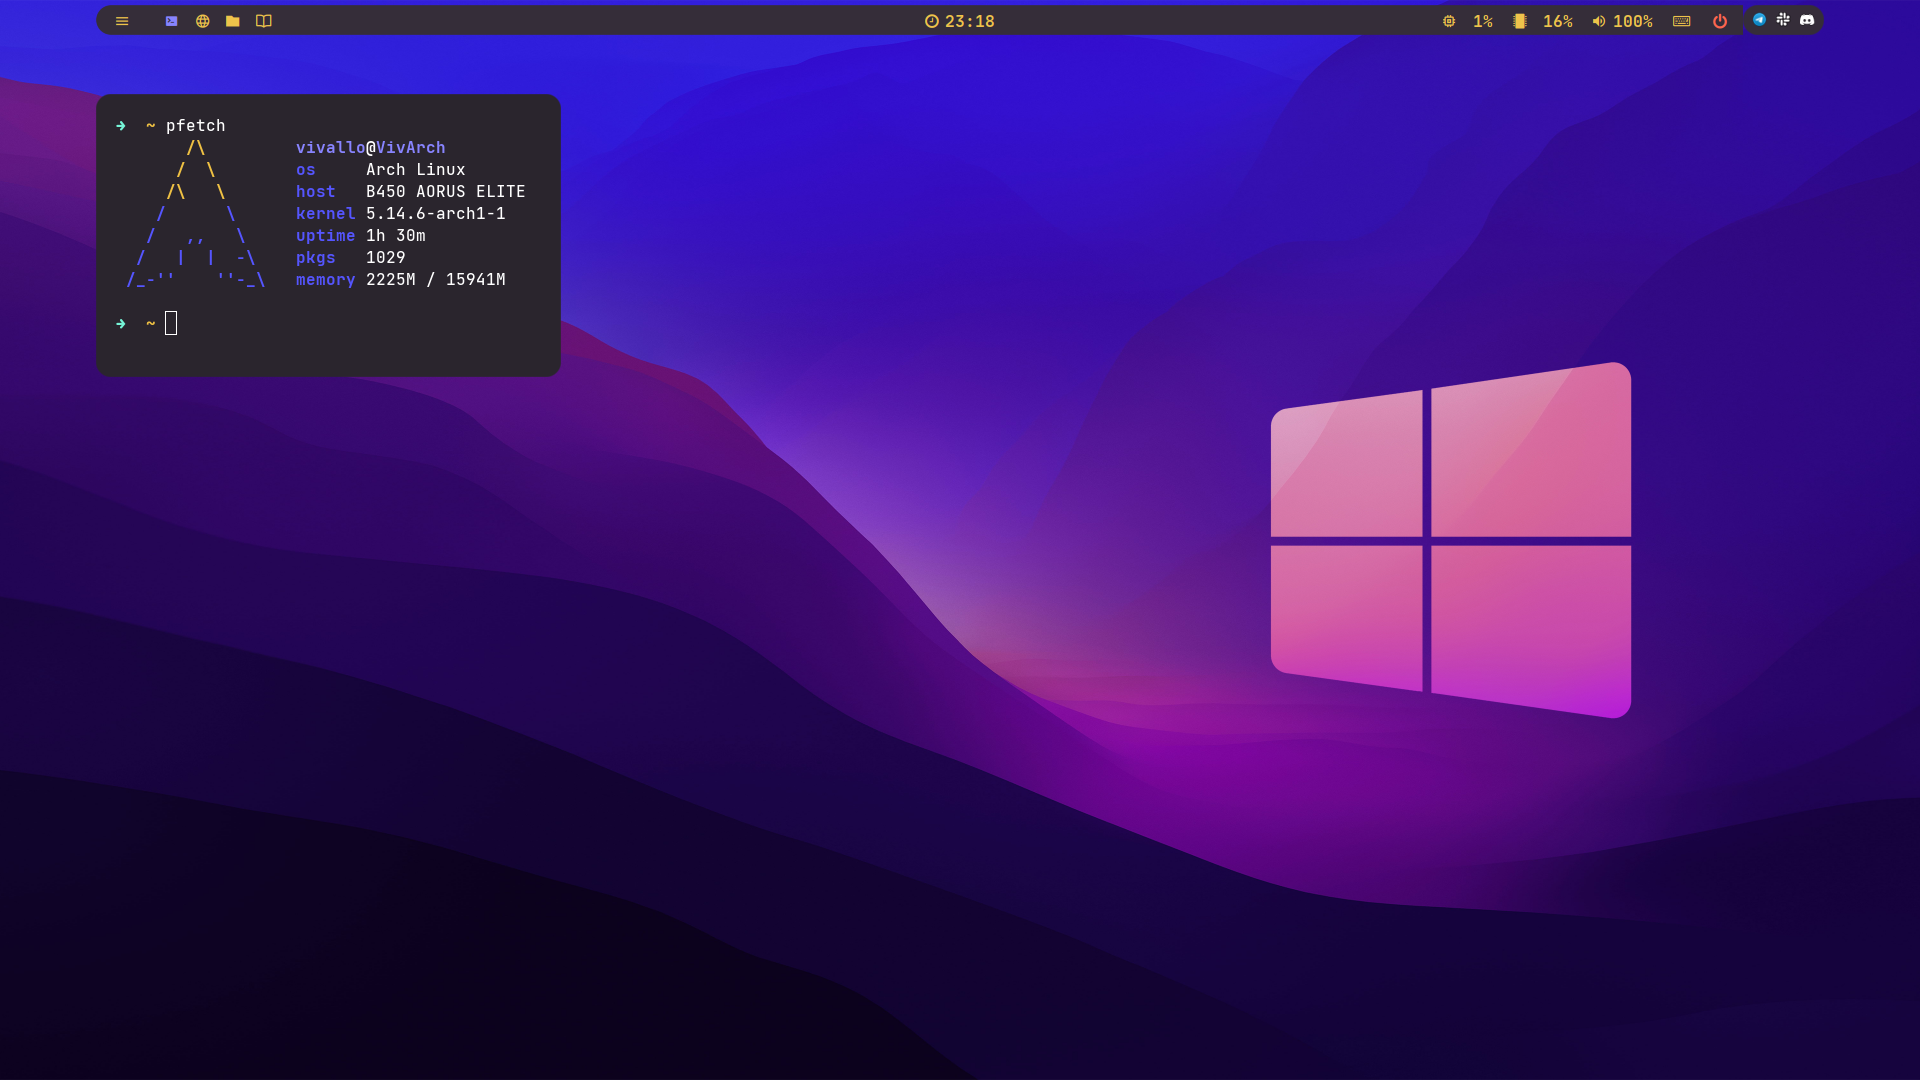 23:18
1%
16%
100%
➜ ~ pfetch
vivallo@VivArch
os Arch Linux
host B450 AORUS ELITE
kernel 5.14.6-arch1-1
uptime 1h 30m
pkgs 1029
memory 2225M / 15941M
➜ ~